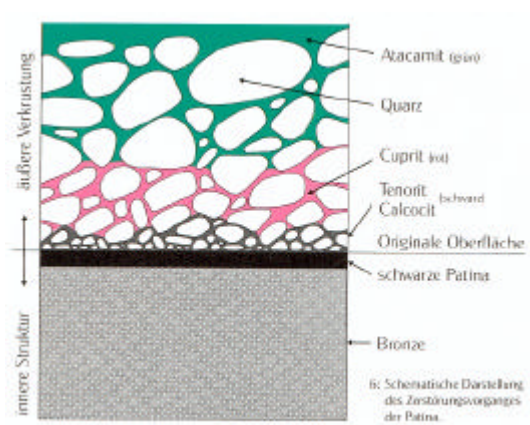 äußere Verkrustung
Atacamit (grün)
Quarz
Cuprit (rot)
Tenorit
Calcocit (schwarz)
Originale Oberfläche
schwarze Patina
innere Struktur
Bronze
6: Schematische Darstellung
des Zerstörungsvorganges
der Patina.